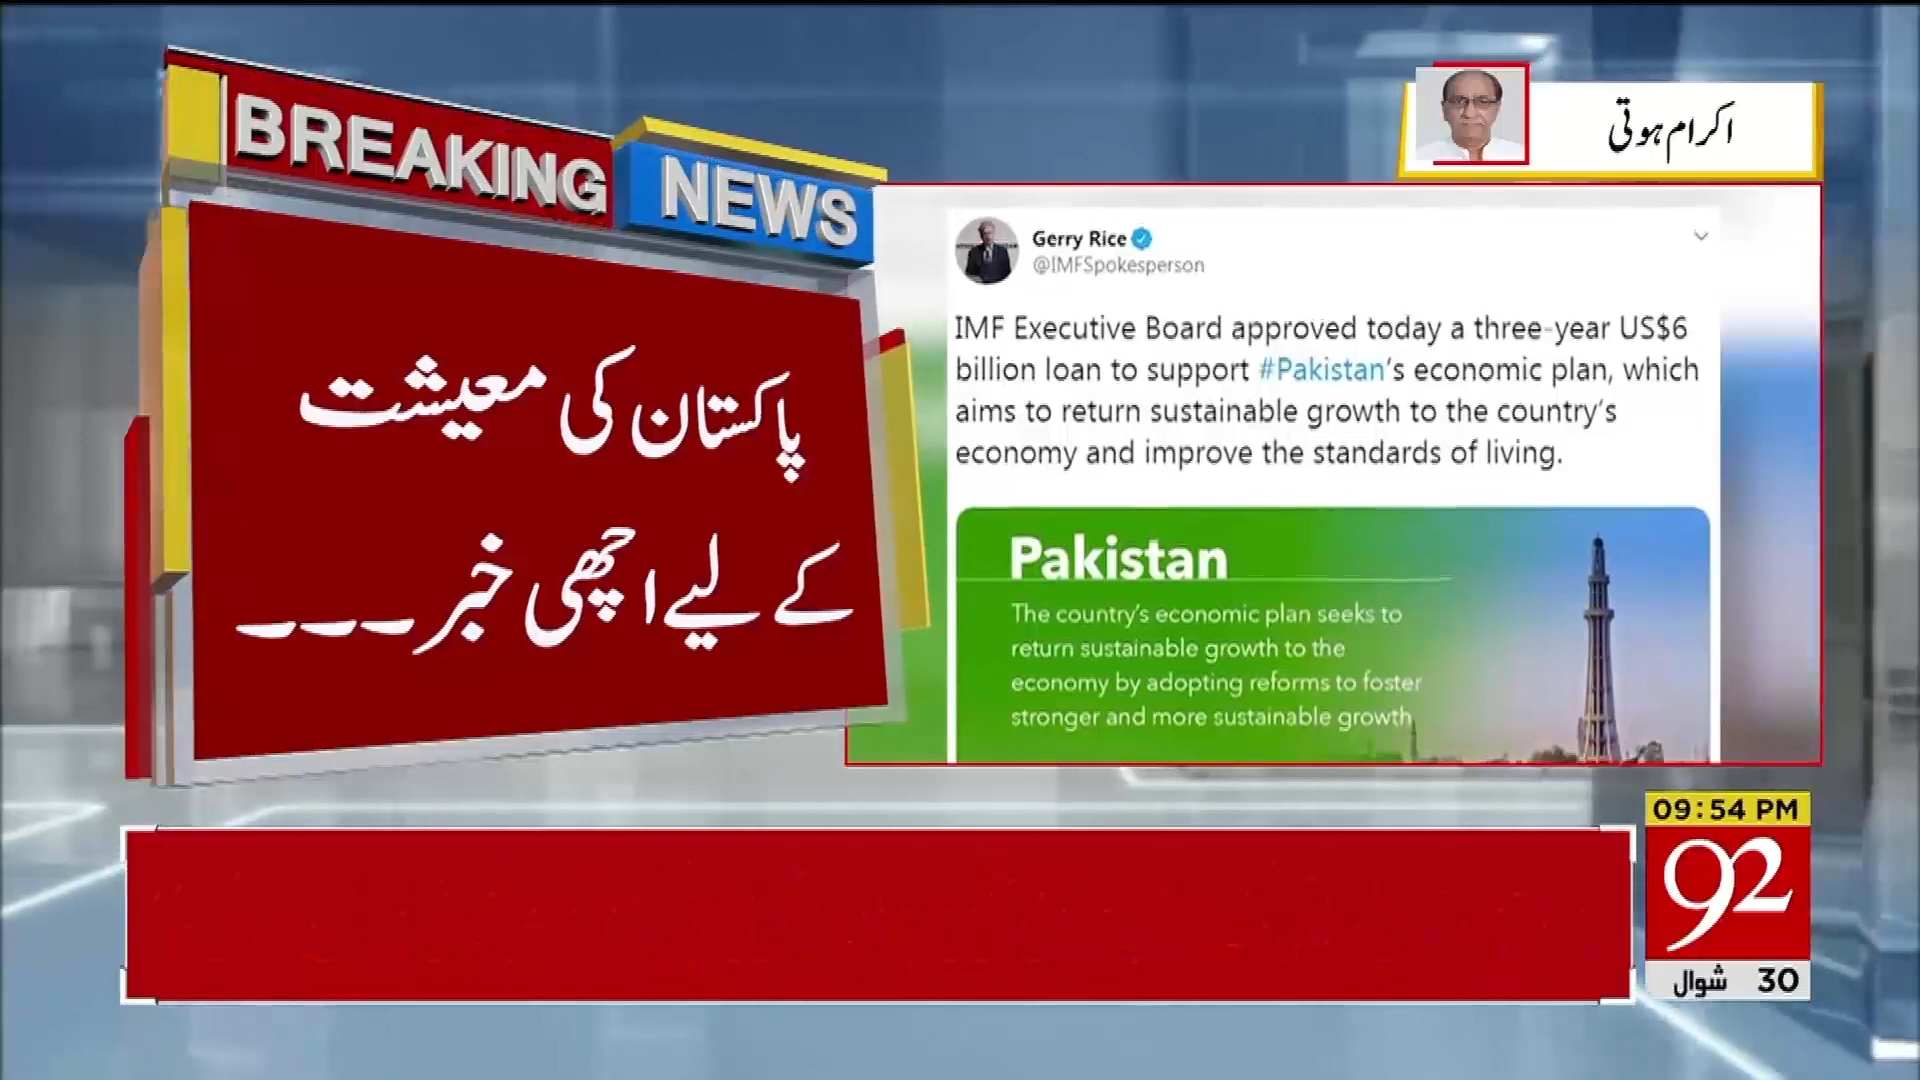 BREAKING NEWS
پاکستان کی معیشت
کے لیے اچھی خبر ۔۔۔
اکرام ہوتی
Gerry Rice
@IMFSpokesperson
IMF Executive Board approved today a three-year US$6
billion loan to support #Pakistan's economic plan, which
aims to return sustainable growth to the country's
economy and improve the standards of living.
Pakistan
The country's economic plan seeks to
return sustainable growth to the
economy by adopting reforms to foster
stronger and more sustainable growth
09:54 PM
92
30 شوال